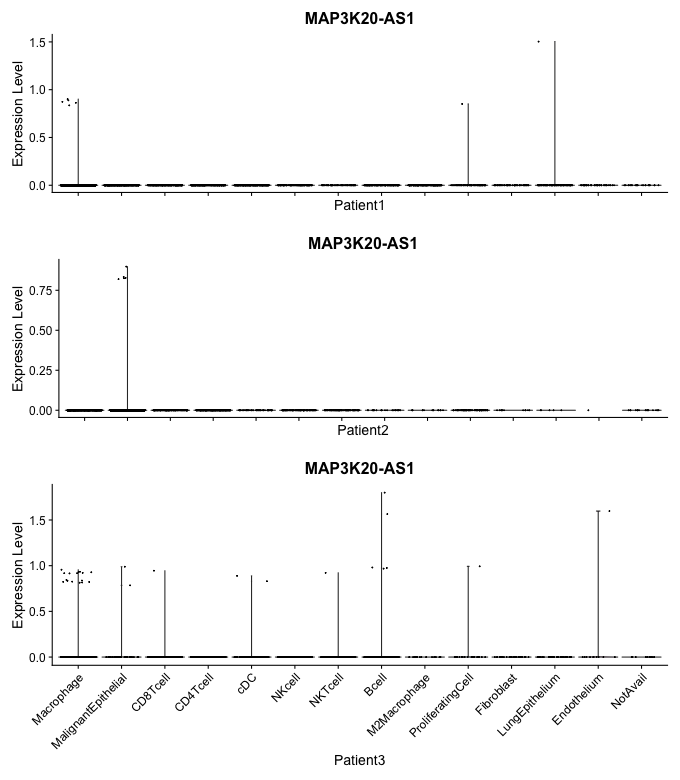 MAP3K20-AS1
Expression Level
1.5
1.0
0.5
0.0
Patient1
MAP3K20-AS1
Expression Level
0.75
0.50
0.25
0.00
Patient2
MAP3K20-AS1
Expression Level
1.5
1.0
0.5
0.0
Macrophage
MalignantEpithelial
CD8Tcell
CD4Tcell
cDC
NKcell
NKTcell
Bcell
M2Macrophage
ProliferatingCell
Fibroblast
LungEpithelium
Endothelium
NotAvail
Patient3